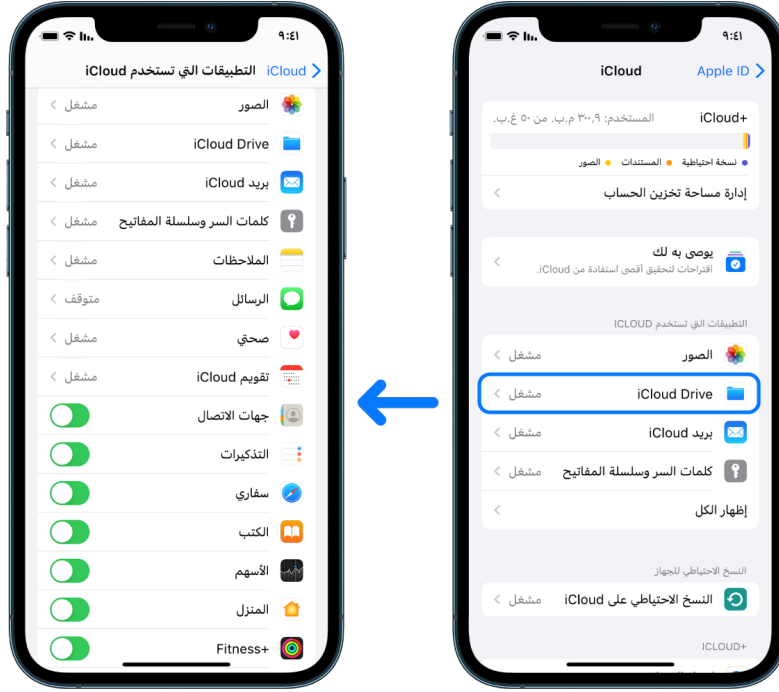 ٩:٤١
Apple ID
iCloud
iCloud+
المستخدم: ٣٠٠,٩ م.ب. من ٥٠ غ.ب.
نسخة احتياطية
المستندات
الصور
إدارة مساحة تخزين الحساب
يوصى به لك
اقتراحات لتحقيق أقصى استفادة من iCloud.
التطبيقات التي تستخدم ICLOUD
الصور مشغل
iCloud Drive مشغل
بريد iCloud مشغل
كلمات السر وسلسلة المفاتيح مشغل
إظهار الكل
النسخ الاحتياطي للجهاز
النسخ الاحتياطي على iCloud مشغل
ICLOUD+
٩:٤١
iCloud التطبيقات التي تستخدم iCloud
الصور مشغل
iCloud Drive مشغل
بريد iCloud مشغل
كلمات السر وسلسلة المفاتيح مشغل
الملاحظات مشغل
الرسائل متوقف
صحتي مشغل
تقويم iCloud مشغل
جهات الاتصال
التذكيرات
سفاري
الكتب
الأسهم
المنزل
Fitness+